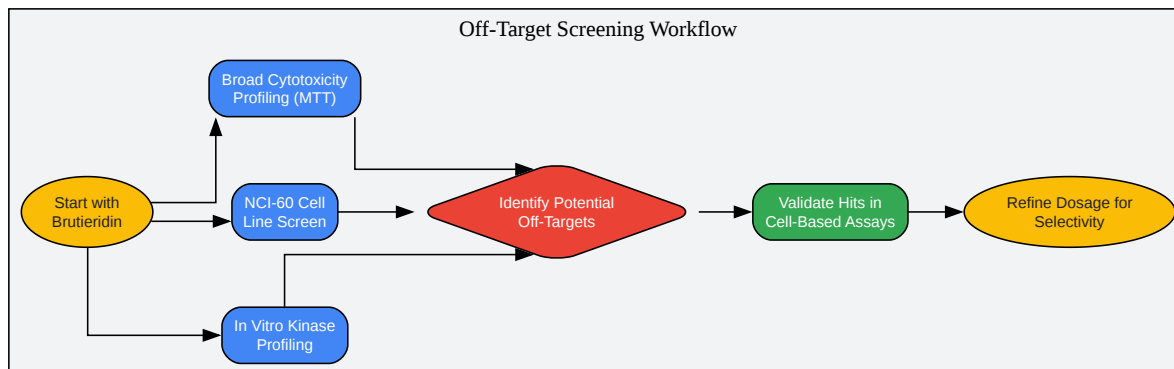 Off-Target Screening Workflow
Broad Cytotoxicity
Profiling (MTT)
Start with
Brutieridin
NCI-60 Cell
Line Screen
Identify Potential
Off-Targets
Validate Hits in
Cell-Based Assays
Refine Dosage for
Selectivity
In Vitro Kinase
Profiling